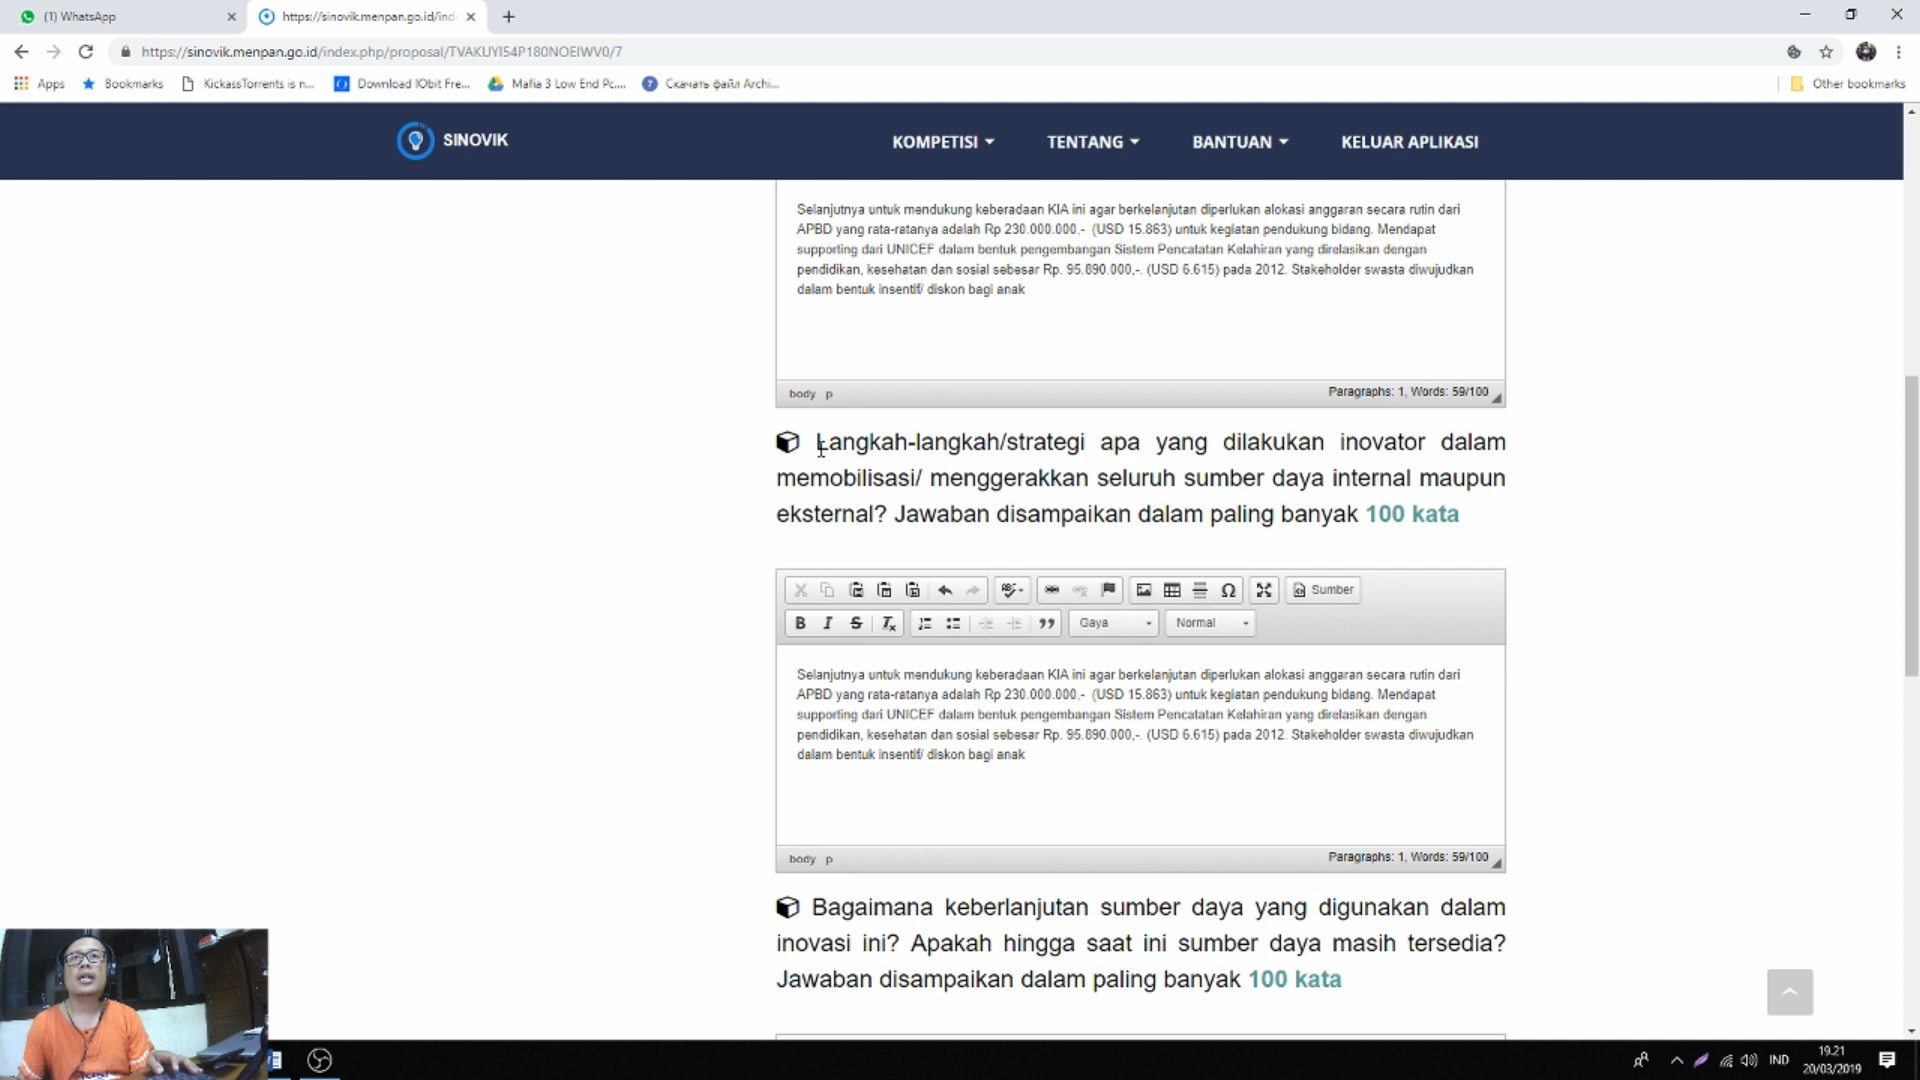 (1) WhatsApp
https://sinovik.menpan.go.id/ind
https://sinovik.menpan.go.id/index.php/proposal/TVAKUYI54P180NOEIWV0/7
Apps
Bookmarks
KickassTorrents is n...
Download IObit Fre...
Mafia 3 Low End Pc....
Скачать файл Archi...
Other bookmarks
SINOVIK
KOMPETISI
TENTANG
BANTUAN
KELUAR APLIKASI
Selanjutnya untuk mendukung keberadaan KIA ini agar berkelanjutan diperlukan alokasi anggaran secara rutin dari
APBD yang rata-ratanya adalah Rp 230.000.000,- (USD 15.863) untuk kegiatan pendukung bidang. Mendapat
supporting dari UNICEF dalam bentuk pengembangan Sistem Pencatatan Kelahiran yang direlasikan dengan
pendidikan, kesehatan dan sosial sebesar Rp. 95.890.000,-. (USD 6.615) pada 2012. Stakeholder swasta diwujudkan
dalam bentuk insentif/ diskon bagi anak
body p
Paragraphs: 1, Words: 59/100
Langkah-langkah/strategi apa yang dilakukan inovator dalam
memobilisasi/ menggerakkan seluruh sumber daya internal maupun
eksternal? Jawaban disampaikan dalam paling banyak 100 kata
Sumber
Gaya
Normal
Selanjutnya untuk mendukung keberadaan KIA ini agar berkelanjutan diperlukan alokasi anggaran secara rutin dari
APBD yang rata-ratanya adalah Rp 230.000.000,- (USD 15.863) untuk kegiatan pendukung bidang. Mendapat
supporting dari UNICEF dalam bentuk pengembangan Sistem Pencatatan Kelahiran yang direlasikan dengan
pendidikan, kesehatan dan sosial sebesar Rp. 95.890.000,-. (USD 6.615) pada 2012. Stakeholder swasta diwujudkan
dalam bentuk insentif/ diskon bagi anak
body p
Paragraphs: 1, Words: 59/100
Bagaimana keberlanjutan sumber daya yang digunakan dalam
inovasi ini? Apakah hingga saat ini sumber daya masih tersedia?
Jawaban disampaikan dalam paling banyak 100 kata
IND
19.21
20/03/2019